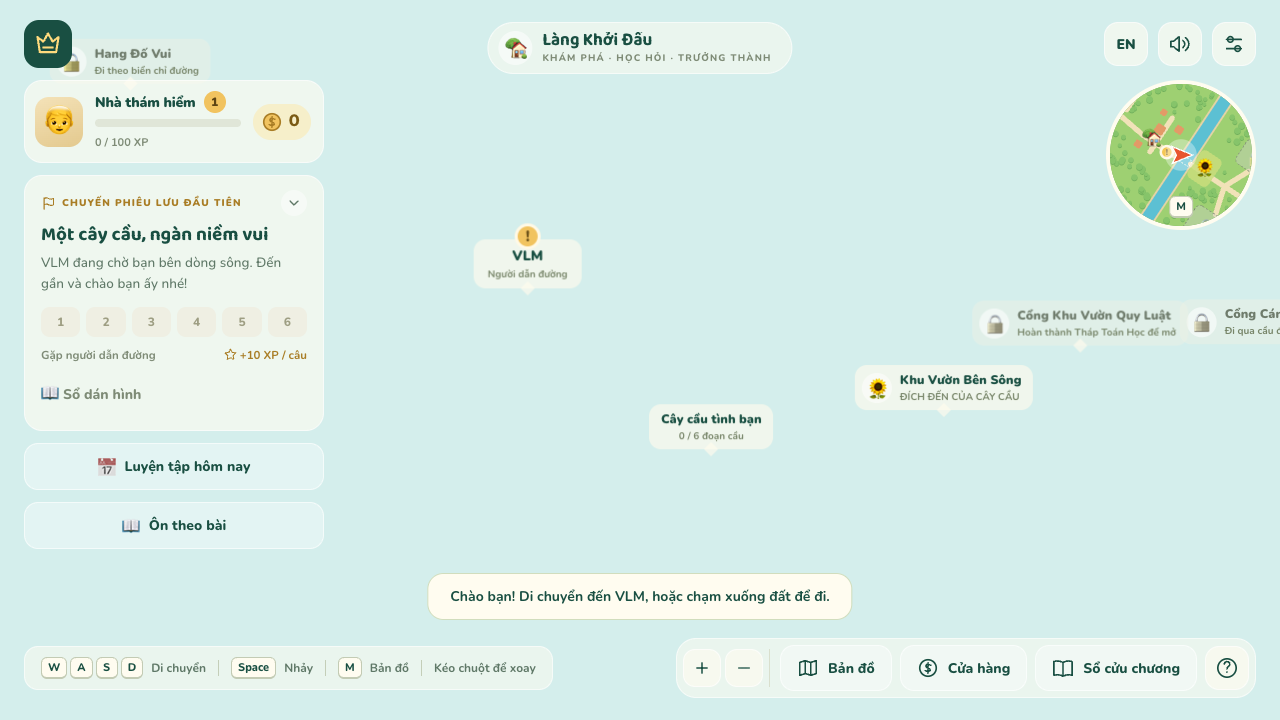 Hang Đố Vui
Đi theo biển chỉ đường
Làng Khởi Đầu
KHÁM PHÁ · HỌC HỎI · TRƯỞNG THÀNH
EN
Nhà thám hiểm 1
0 / 100 XP
0
CHUYẾN PHIÊU LƯU ĐẦU TIÊN
Một cây cầu, ngàn niềm vui
VLM đang chờ bạn bên dòng sông. Đến
gần và chào bạn ấy nhé!
1 2 3 4 5 6
Gặp người dẫn đường
+10 XP / câu
Sổ dán hình
Luyện tập hôm nay
Ôn theo bài
!
VLM
Người dẫn đường
M
Cổng Khu Vườn Quy Luật
Hoàn thành Tháp Toán Học để mở
Cổng Cán
Đi qua cầu đ
Khu Vườn Bên Sông
ĐÍCH ĐẾN CỦA CÂY CẦU
Cây cầu tình bạn
0 / 6 đoạn cầu
Chào bạn! Di chuyển đến VLM, hoặc chạm xuống đất để đi.
W A S D Di chuyển Space Nhảy M Bản đồ Kéo chuột để xoay
+ − Bản đồ Cửa hàng Sổ cửu chương ?